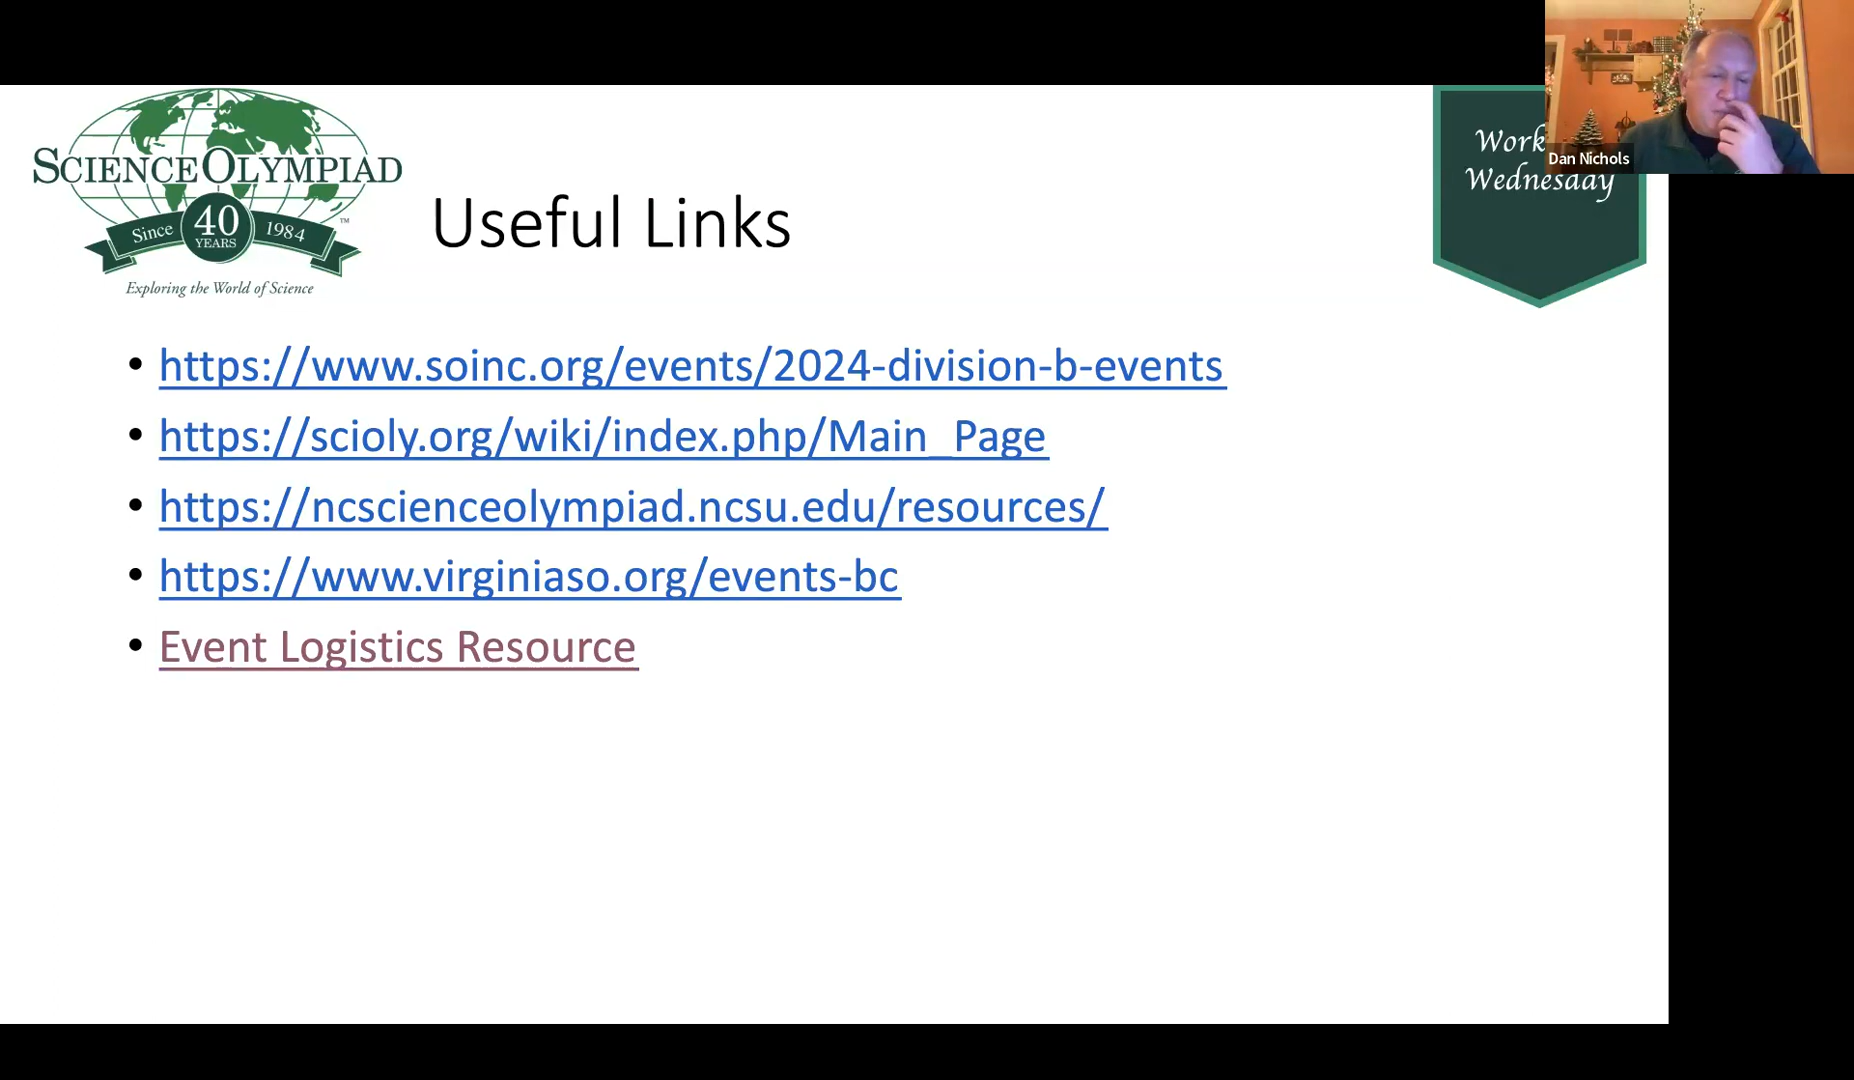 SCIENCE OLYMPIAD
Since 40 YEARS 1984
™
Exploring the World of Science
Useful Links
Work
Wednesday
Dan Nichols
• https://www.soinc.org/events/2024-division-b-events
• https://scioly.org/wiki/index.php/Main_Page
• https://ncscienceolympiad.ncsu.edu/resources/
• https://www.virginiaso.org/events-bc
• Event Logistics Resource